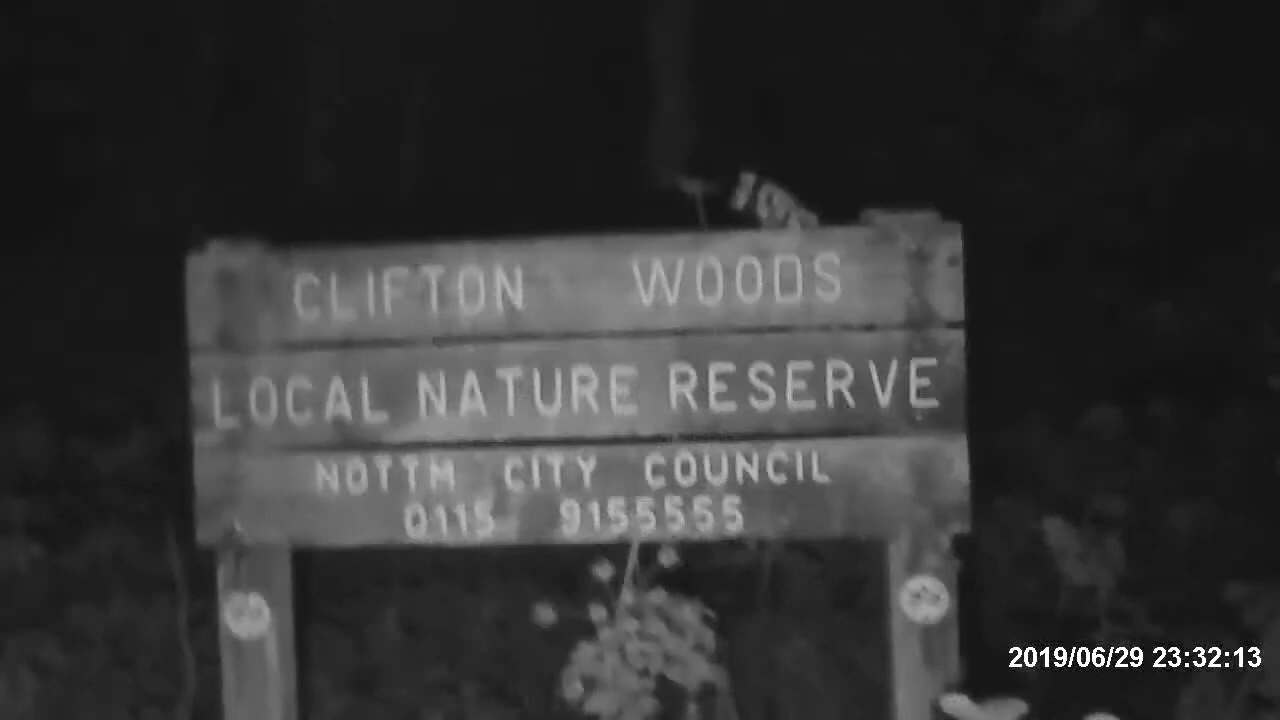 CLIFTON WOODS
LOCAL NATURE RESERVE
NOTTM CITY COUNCIL
0115 9155555
2019/06/29 23:32:13